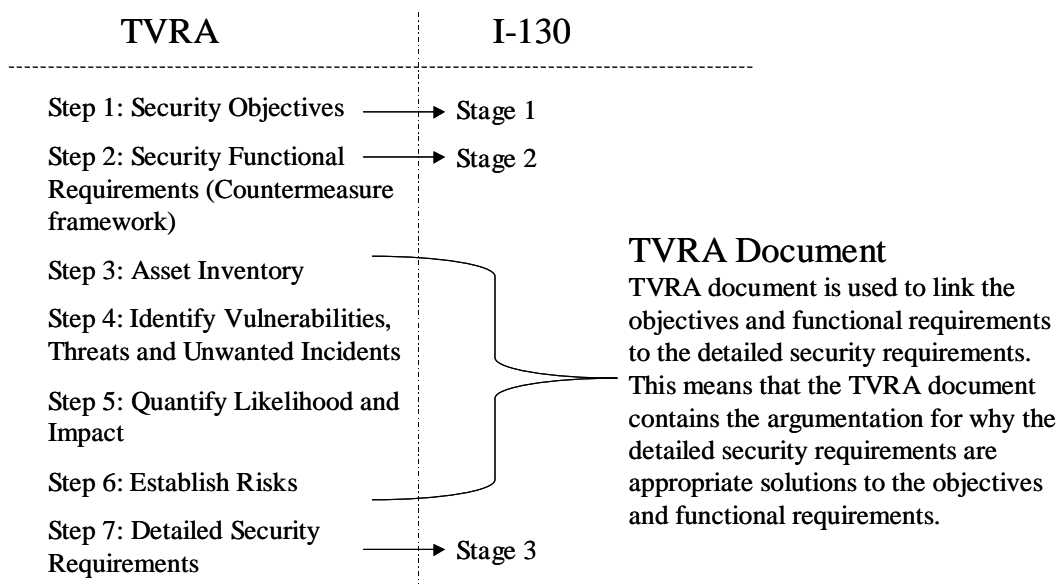 TVRA
I-130
Step 1: Security Objectives
Stage 1
Step 2: Security Functional
Requirements (Countermeasure
framework)
Stage 2
Step 3: Asset Inventory
Step 4: Identify Vulnerabilities,
Threats and Unwanted Incidents
Step 5: Quantify Likelihood and
Impact
Step 6: Establish Risks
Step 7: Detailed Security
Requirements
Stage 3
TVRA Document
TVRA document is used to link the
objectives and functional requirements
to the detailed security requirements.
This means that the TVRA document
contains the argumentation for why the
detailed security requirements are
appropriate solutions to the objectives
and functional requirements.